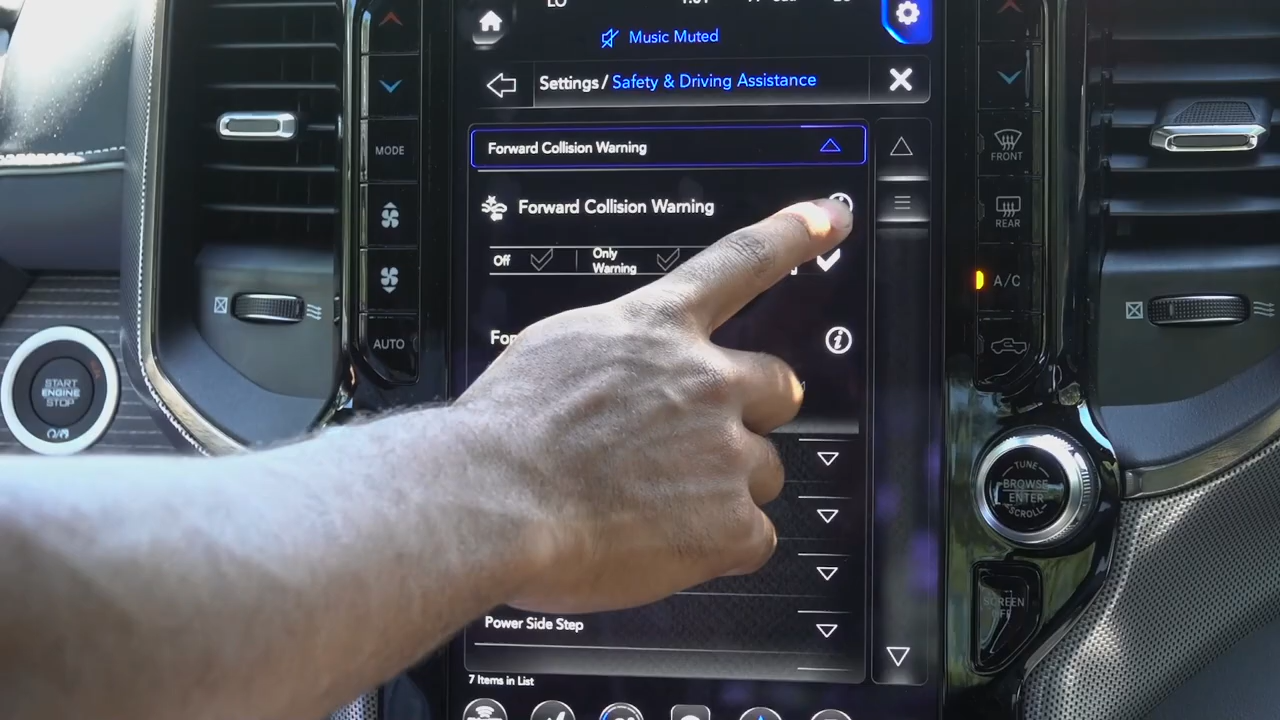 LO
Music Muted
Settings / Safety & Driving Assistance
Forward Collision Warning
Forward Collision Warning
Off
Only
Warning
Power Side Step
7 Items in List
MODE
AUTO
START
ENGINE
STOP
FRONT
REAR
A/C
TUNE
BROWSE
ENTER
SCROLL
SCREEN
OFF